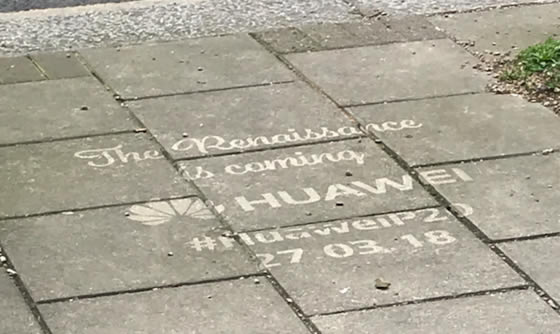 The Renaissance
is coming
HUAWEI
#HuaweiP20
27 03.18